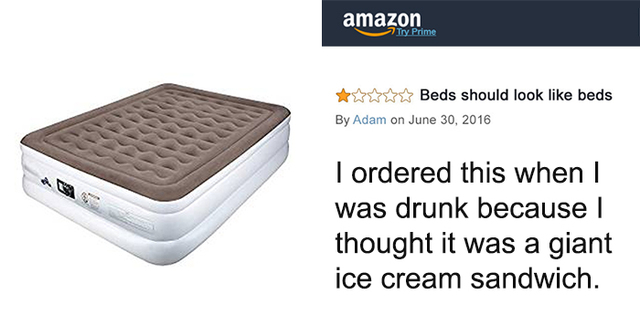 amazon
Try Prime
Beds should look like beds
By Adam on June 30, 2016
I ordered this when I
was drunk because I
thought it was a giant
ice cream sandwich.